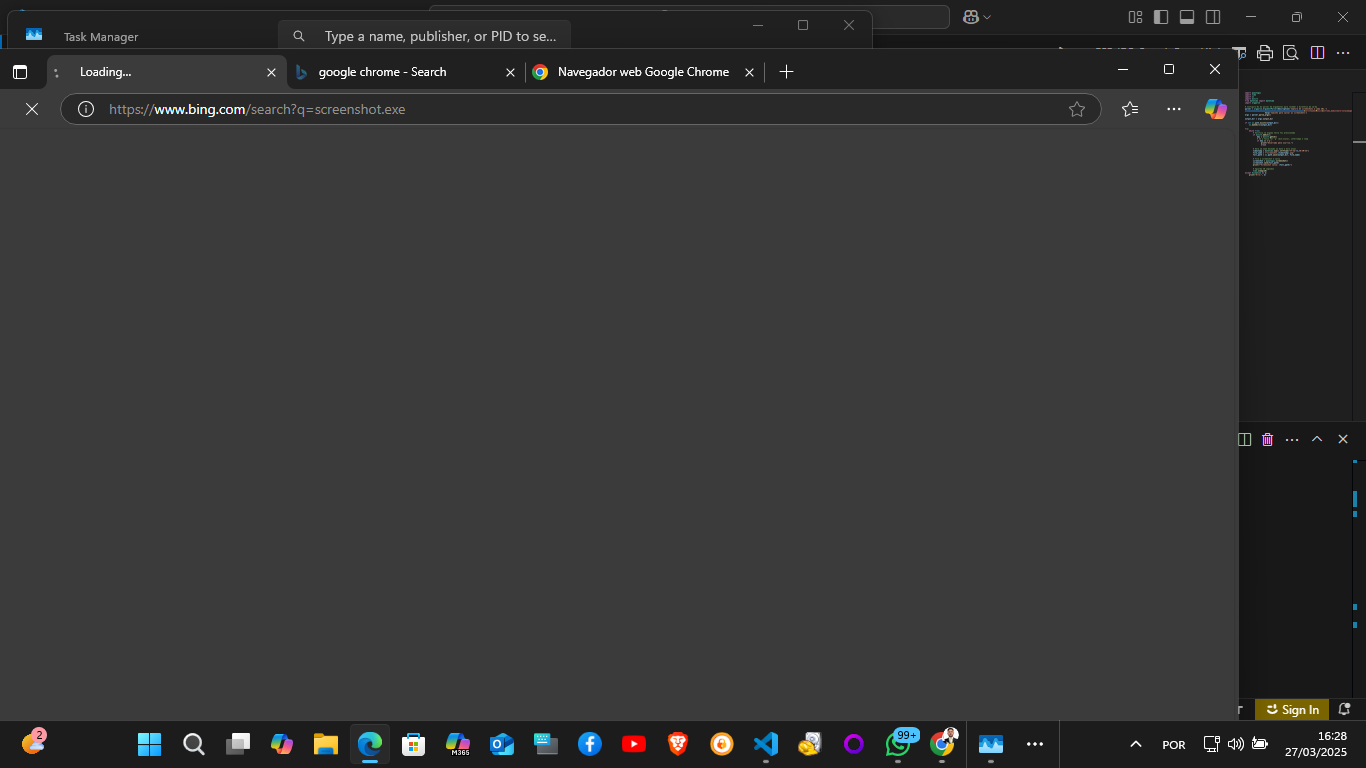 Task Manager
Type a name, publisher, or PID to se...
Loading...
google chrome - Search
Navegador web Google Chrome
https://www.bing.com/search?q=screenshot.exe
Sign In
2
M365
99+
POR
16:28
27/03/2025